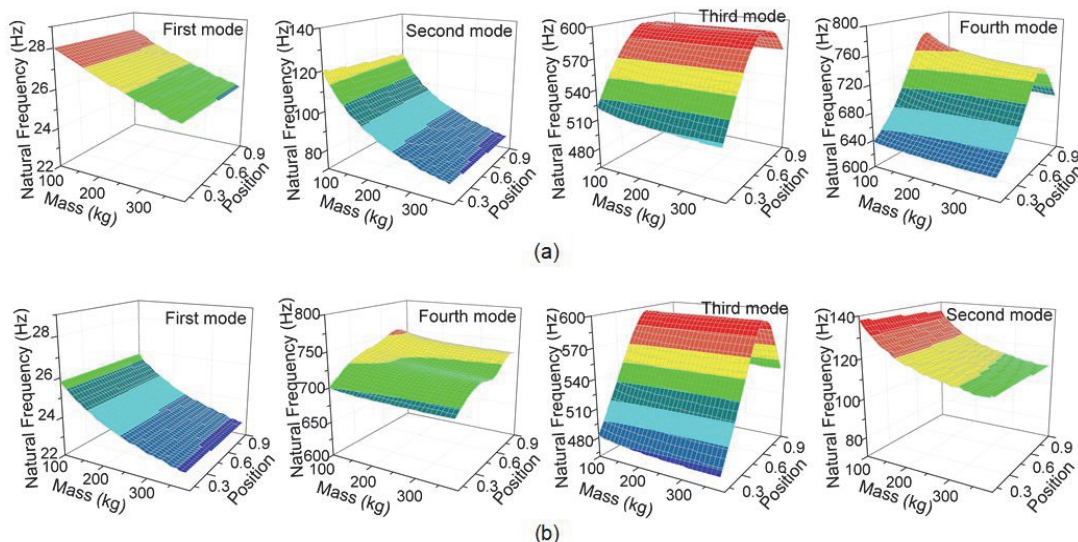 First mode
Natural Frequency (Hz)
28
26
24
22
100
200
300
Mass (kg)
0.3
0.6
0.9
Position
Second mode
Natural Frequency (Hz)
140
120
100
80
100
200
300
Mass (kg)
0.3
0.6
0.9
Position
Third mode
Natural Frequency (Hz)
600
570
540
510
480
100
200
300
Mass (kg)
0.3
0.6
0.9
Position
Fourth mode
Natural Frequency (Hz)
800
760
720
680
640
600
100
200
300
Mass (kg)
0.3
0.6
0.9
Position
(a)
First mode
Natural Frequency (Hz)
28
26
24
22
100
200
300
Mass (kg)
0.3
0.6
0.9
Position
Fourth mode
Natural Frequency (Hz)
800
750
700
650
600
100
200
300
Mass (kg)
0.3
0.6
0.9
Position
Third mode
Natural Frequency (Hz)
600
570
540
510
480
100
200
300
Mass (kg)
0.3
0.6
0.9
Position
Second mode
Natural Frequency (Hz)
140
120
100
80
100
200
300
Mass (kg)
0.3
0.6
0.9
Position
(b)